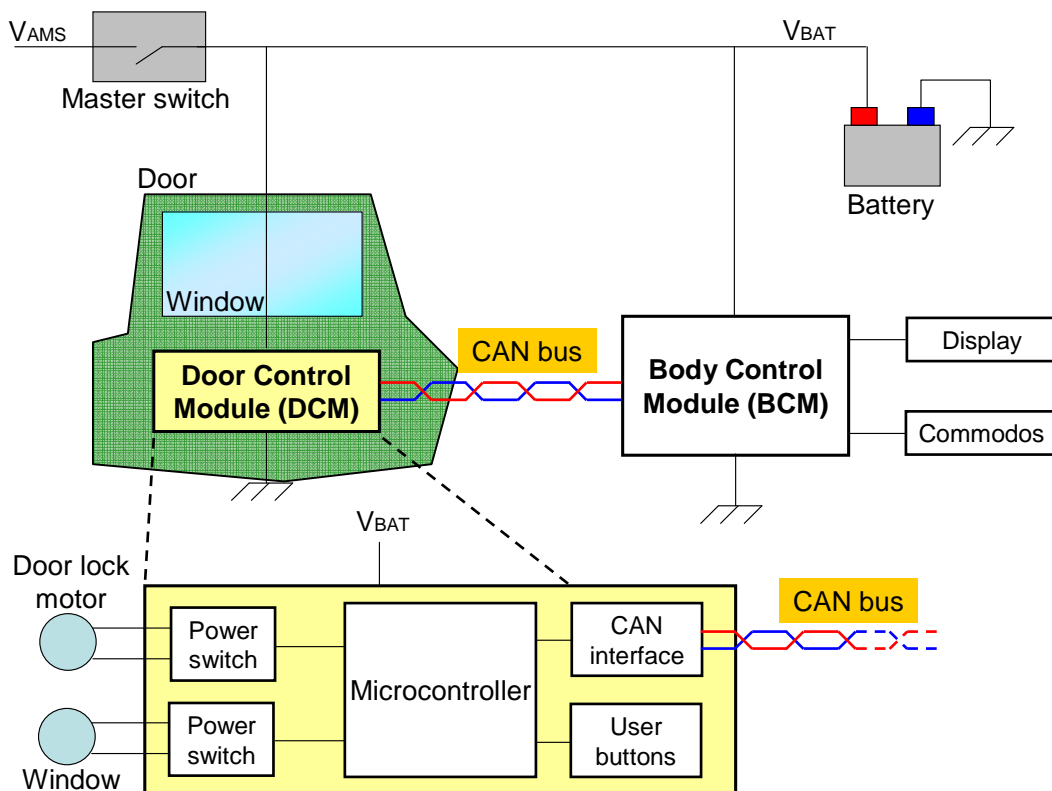 VAMS
VBAT
Master switch
Door
Battery
Window
CAN bus
Door Control
Module (DCM)
Body Control
Module (BCM)
Display
Commodos
VBAT
Door lock
motor
CAN bus
Power
switch
CAN
interface
Microcontroller
Power
switch
User
buttons
Window